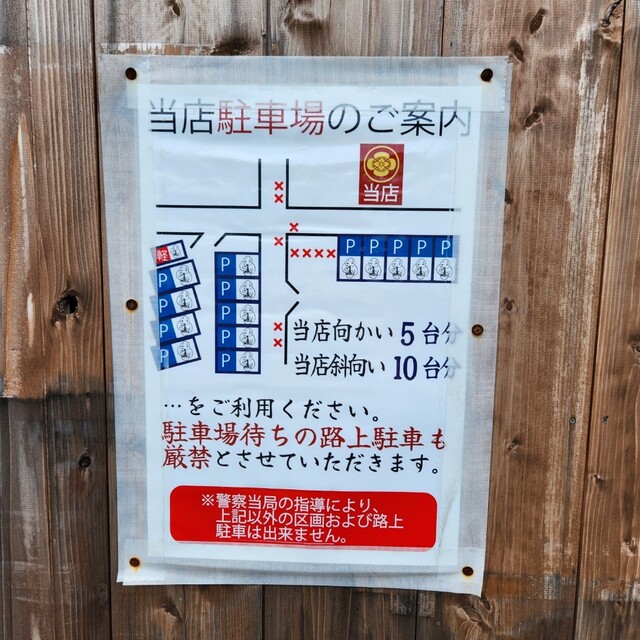 当店駐車場のご案内
当店
軽
P P P P P
P
P
P
P
P
P
P
P
P
当店向かい 5台分
当店斜向い 10台分
…をご利用ください。
駐車場待ちの路上駐車も
厳禁とさせていただきます。
※警察当局の指導により、
上記以外の区画および路上
駐車は出来ません。